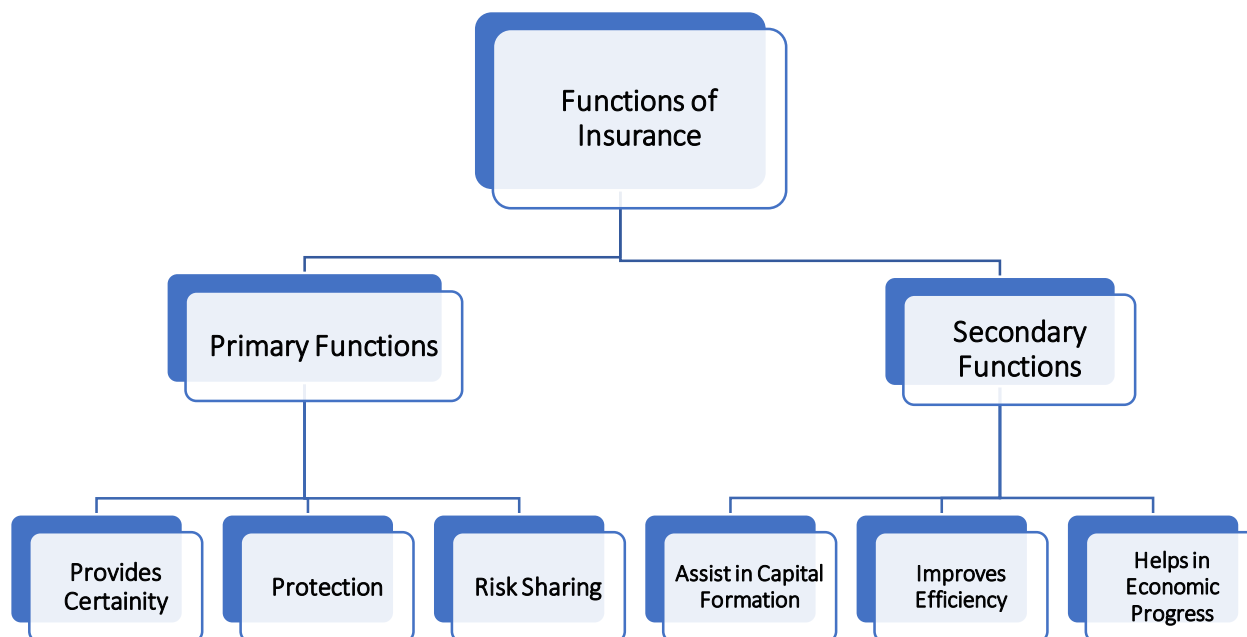 Functions of
Insurance
Primary Functions
Secondary
Functions
Provides
Certainity
Protection
Risk Sharing
Assist in Capital
Formation
Improves
Efficiency
Helps in
Economic
Progress